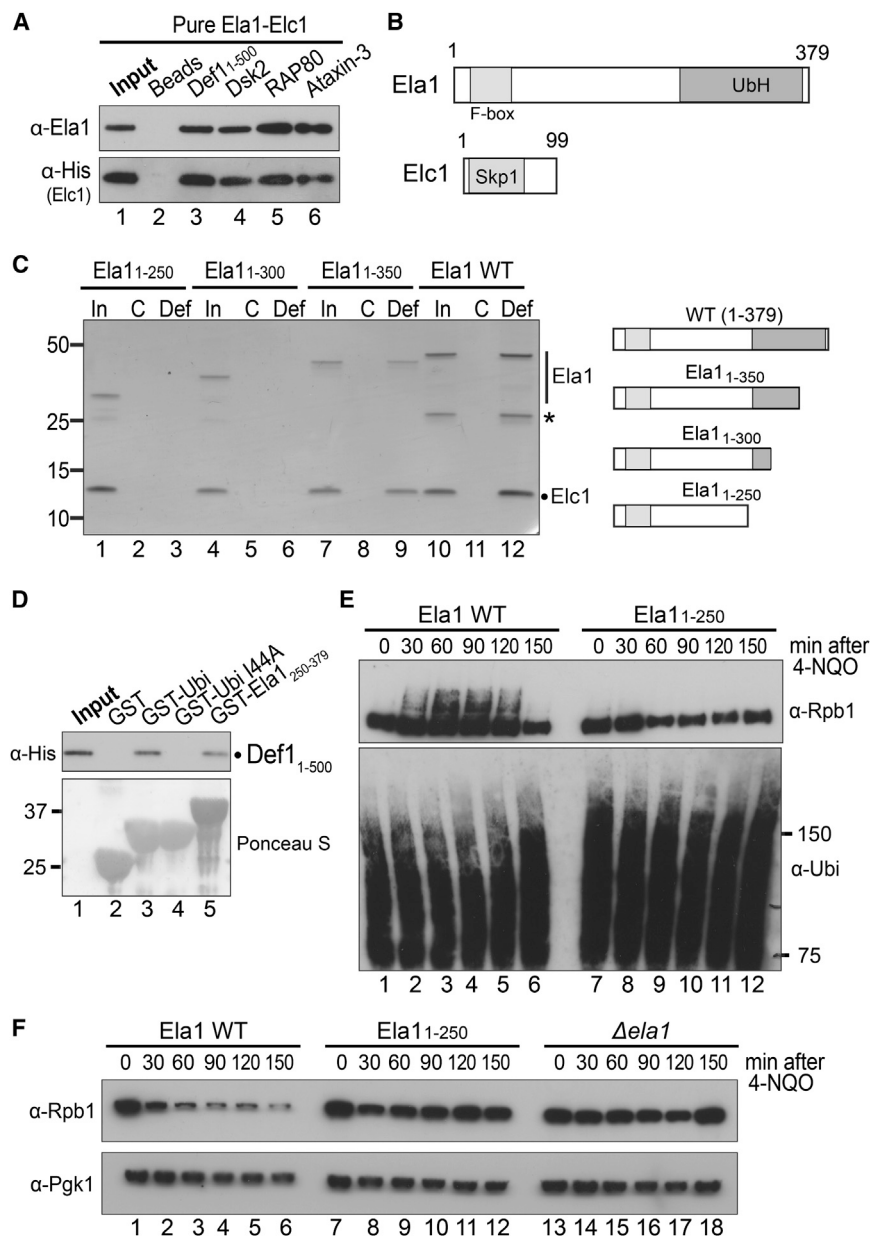 A
Pure Ela1-Elc1
Input Beads Def1 1-500 Dsk2 RAP80 Ataxin-3
α-Ela1
α-His
(Elc1)
1 2 3 4 5 6
B
1 379
Ela1
UbH
F-box
1 99
Elc1
Skp1
C
Ela1 1-250 Ela1 1-300 Ela1 1-350 Ela1 WT
In C Def In C Def In C Def In C Def
50
25
15
10
Ela1
*
•Elc1
1 2 3 4 5 6 7 8 9 10 11 12
WT (1-379)
Ela1 1-350
Ela1 1-300
Ela1 1-250
D
Input GST GST-Ubi GST-Ubi I44A GST-Ela1 250-379
α-His
• Def1 1-500
37
25
Ponceau S
1 2 3 4 5
E
Ela1 WT Ela1 1-250
0 30 60 90 120 150 0 30 60 90 120 150 min after
4-NQO
α-Rpb1
150
α-Ubi
75
1 2 3 4 5 6 7 8 9 10 11 12
F
Ela1 WT Ela1 1-250 Δela1
0 30 60 90 120 150 0 30 60 90 120 150 0 30 60 90 120 150 min after
4-NQO
α-Rpb1
α-Pgk1
1 2 3 4 5 6 7 8 9 10 11 12 13 14 15 16 17 18